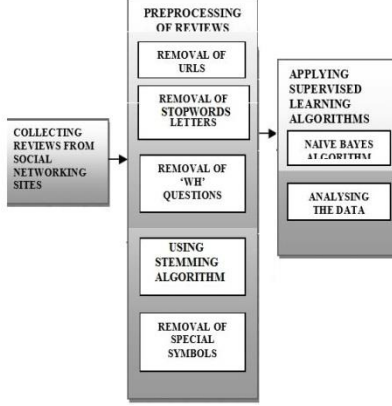 COLLECTING
REVIEWS FROM
SOCIAL
NETWORKING
SITES
PREPROCESSING
OF REVIEWS
REMOVAL OF
URLS
REMOVAL OF
STOPWORDS
LETTERS
REMOVAL OF
‘WH’
QUESTIONS
USING
STEMMING
ALGORITHM
REMOVAL OF
SPECIAL
SYMBOLS
APPLYING
SUPERVISED
LEARNING
ALGORITHMS
NAIVE BAYES
ALGORITHM
ANALYSING
THE DATA